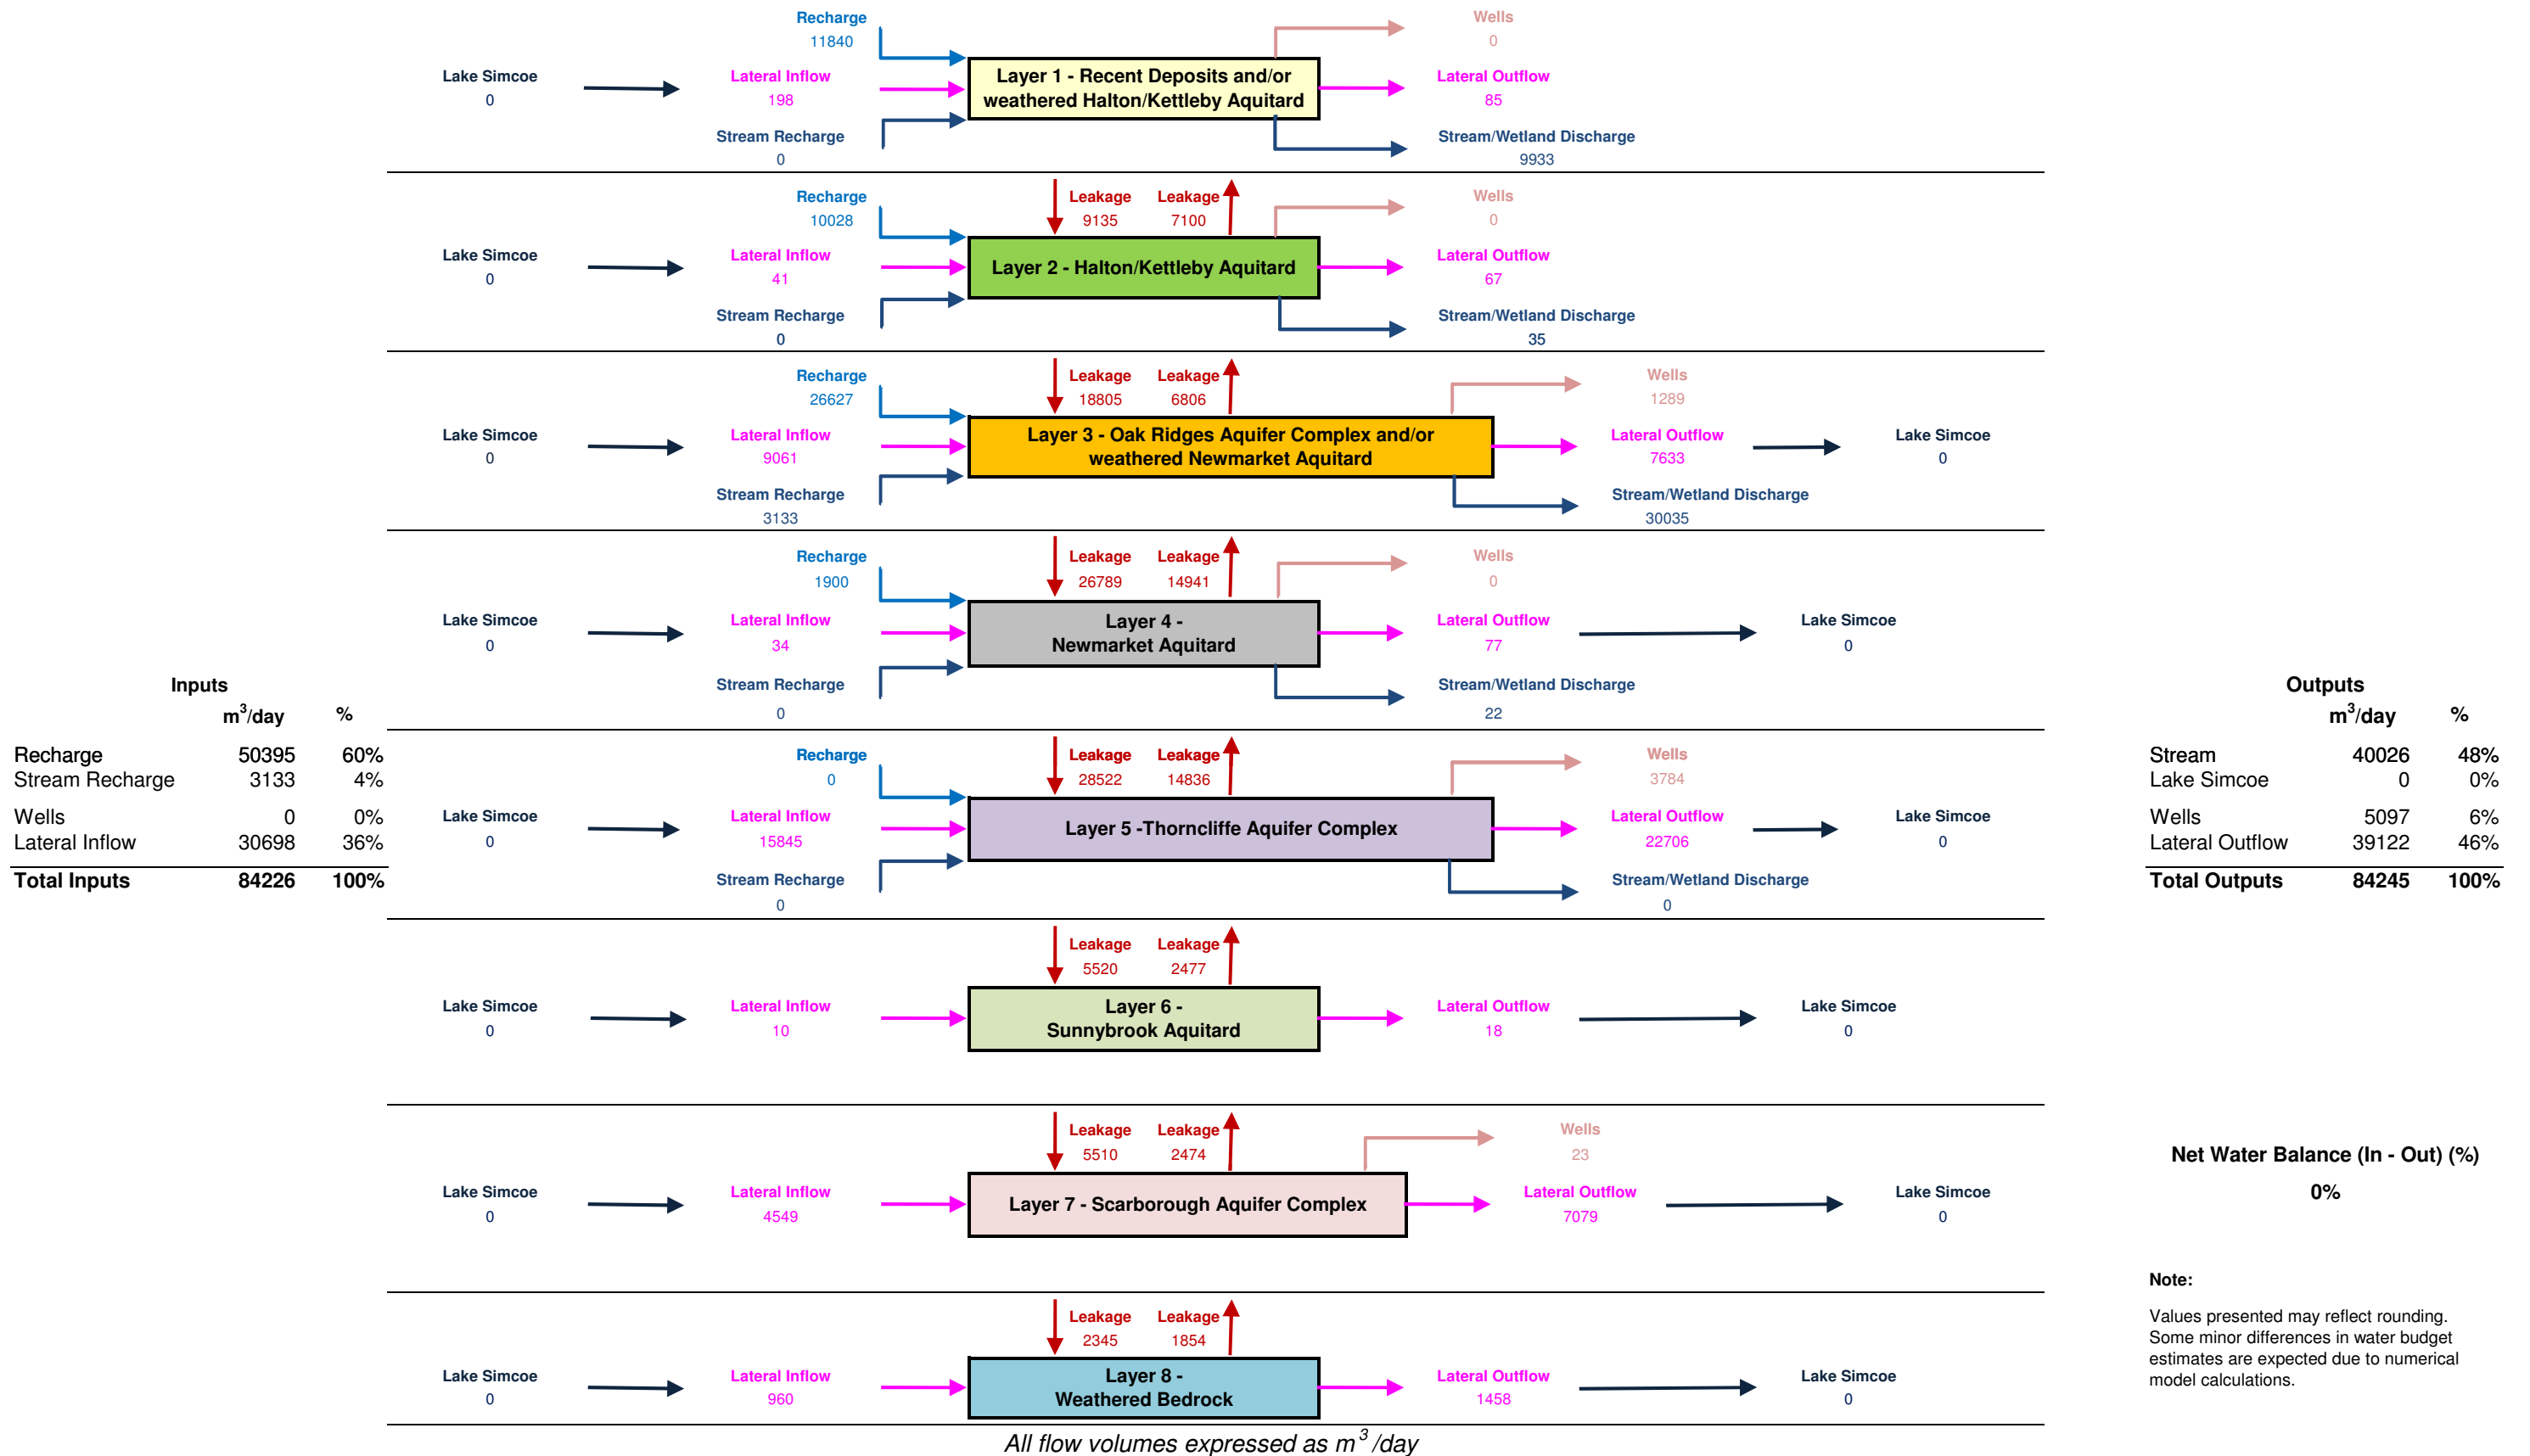 Recharge
11840
Wells
0
Lake Simcoe
0
Lateral Inflow
198
Layer 1 - Recent Deposits and/or
weathered Halton/Kettleby Aquitard
Lateral Outflow
85
Stream Recharge
0
Stream/Wetland Discharge
9933
Recharge
10028
Leakage
9135
Leakage
7100
Wells
0
Lake Simcoe
0
Lateral Inflow
41
Layer 2 - Halton/Kettleby Aquitard
Lateral Outflow
67
Stream Recharge
0
Stream/Wetland Discharge
35
Recharge
26627
Leakage
18805
Leakage
6806
Wells
1289
Lake Simcoe
0
Lateral Inflow
9061
Layer 3 - Oak Ridges Aquifer Complex and/or
weathered Newmarket Aquitard
Lateral Outflow
7633
Lake Simcoe
0
Stream Recharge
3133
Stream/Wetland Discharge
30035
Recharge
1900
Leakage
26789
Leakage
14941
Wells
0
Lake Simcoe
0
Lateral Inflow
34
Layer 4 -
Newmarket Aquitard
Lateral Outflow
77
Lake Simcoe
0
Stream Recharge
0
Stream/Wetland Discharge
22
Inputs
m³/day %
Recharge 50395 60%
Stream Recharge 3133 4%
Wells 0 0%
Lateral Inflow 30698 36%
Total Inputs 84226 100%
Recharge
0
Leakage
28522
Leakage
14836
Wells
3784
Lake Simcoe
0
Lateral Inflow
15845
Layer 5 -Thorncliffe Aquifer Complex
Lateral Outflow
22706
Lake Simcoe
0
Stream Recharge
0
Stream/Wetland Discharge
0
Outputs
m³/day %
Stream 40026 48%
Lake Simcoe 0 0%
Wells 5097 6%
Lateral Outflow 39122 46%
Total Outputs 84245 100%
Leakage
5520
Leakage
2477
Lake Simcoe
0
Lateral Inflow
10
Layer 6 -
Sunnybrook Aquitard
Lateral Outflow
18
Lake Simcoe
0
Leakage
5510
Leakage
2474
Wells
23
Lake Simcoe
0
Lateral Inflow
4549
Layer 7 - Scarborough Aquifer Complex
Lateral Outflow
7079
Lake Simcoe
0
Net Water Balance (In - Out) (%)
0%
Leakage
2345
Leakage
1854
Lake Simcoe
0
Lateral Inflow
960
Layer 8 -
Weathered Bedrock
Lateral Outflow
1458
Lake Simcoe
0
Note:
Values presented may reflect rounding.
Some minor differences in water budget
estimates are expected due to numerical
model calculations.
All flow volumes expressed as m³/day